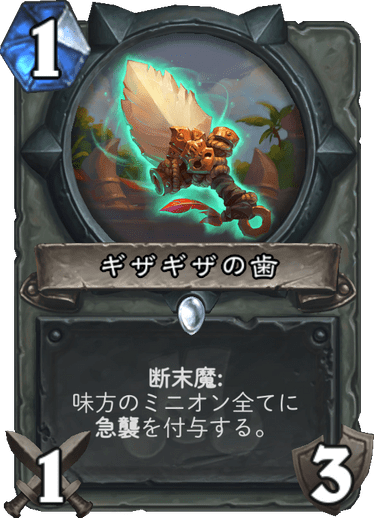 1
ギザギザの歯
断末魔:
味方のミニオン全てに
急襲を付与する。
1
3